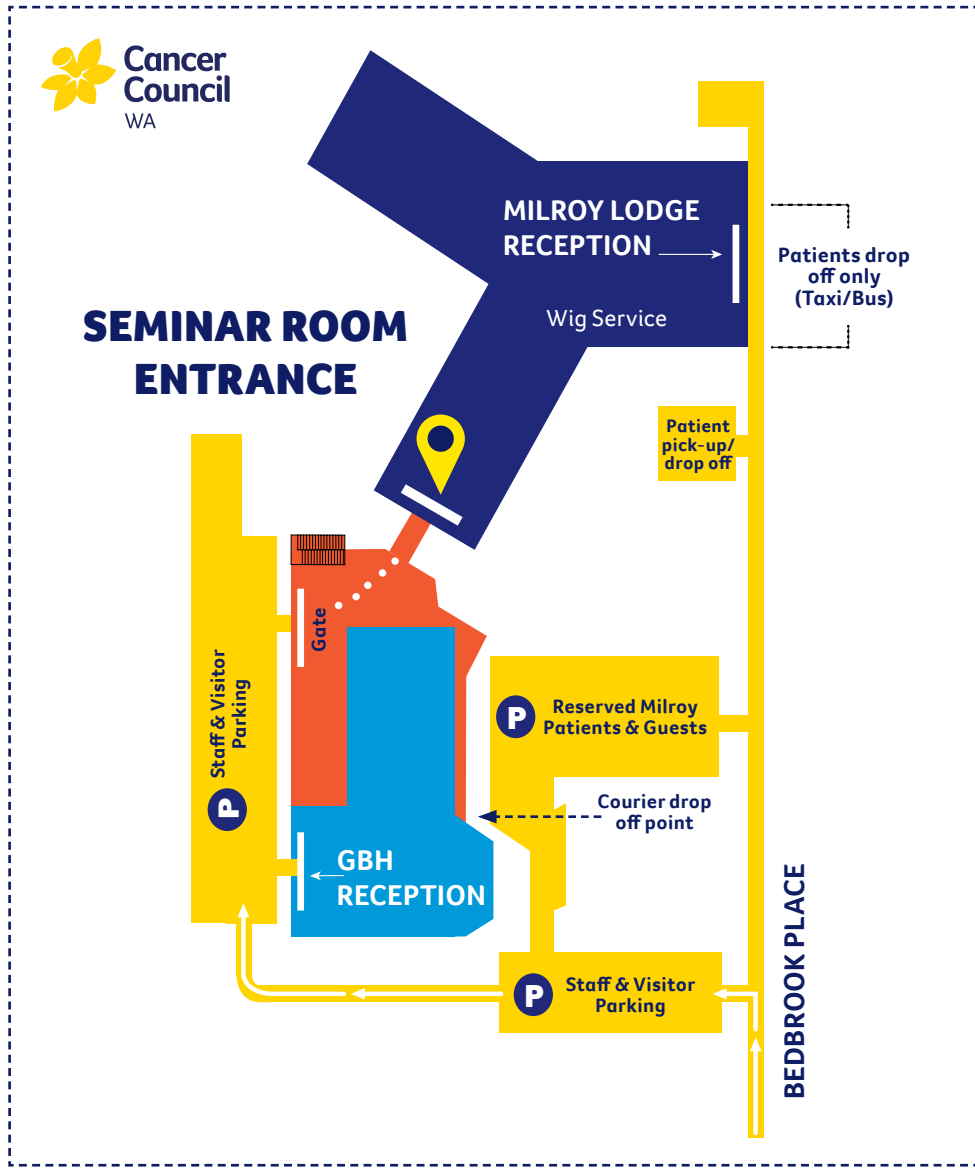 Cancer
Council
WA
MILROY LODGE
RECEPTION
Patients drop
off only
(Taxi/Bus)
Wig Service
SEMINAR ROOM
ENTRANCE
Patient
pick-up/
drop off
Gate
Staff & Visitor
Parking
P
P
Reserved Milroy
Patients & Guests
Courier drop
off point
GBH
RECEPTION
P
Staff & Visitor
Parking
BEDBROOK PLACE